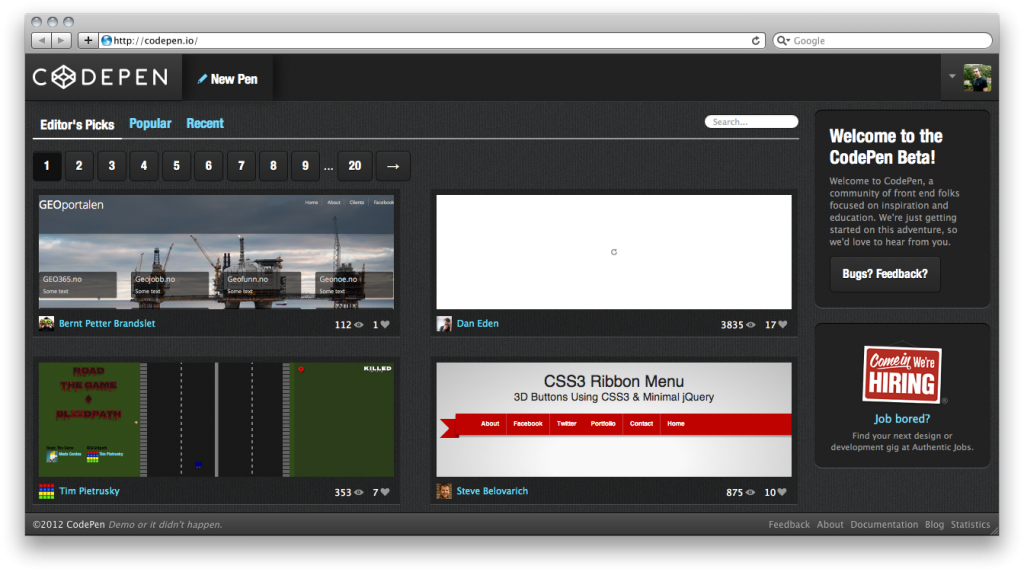 http://codepen.io/
Google
CODEPEN
New Pen
Editor's Picks
Popular
Recent
Search...
1 2 3 4 5 6 7 8 9 ... 20 →
GEOportalen
Home About Clients Facebook
GEO365.no
Some text
Geojobb.no
Some text
Geofunn.no
Some text
Geonoe.no
Some text
Bernt Petter Brandslet
112
1
Dan Eden
3835
17
ROAD
THE GAME
BLEEDPATH
KILLED
Tim Pietrusky
Tim Pietrusky
353
7
CSS3 Ribbon Menu
3D Buttons Using CSS3 & Minimal jQuery
About Facebook Twitter Portfolio Contact Home
Steve Belovarich
875
10
Welcome to the
CodePen Beta!
Welcome to CodePen, a
community of front end folks
focused on inspiration and
education. We're just getting
started on this adventure, so
we'd love to hear from you.
Bugs? Feedback?
Come in We're
HIRING
®
Job bored?
Find your next design or
development gig at Authentic Jobs.
©2012 CodePen Demo or it didn't happen.
Feedback About Documentation Blog Statistics